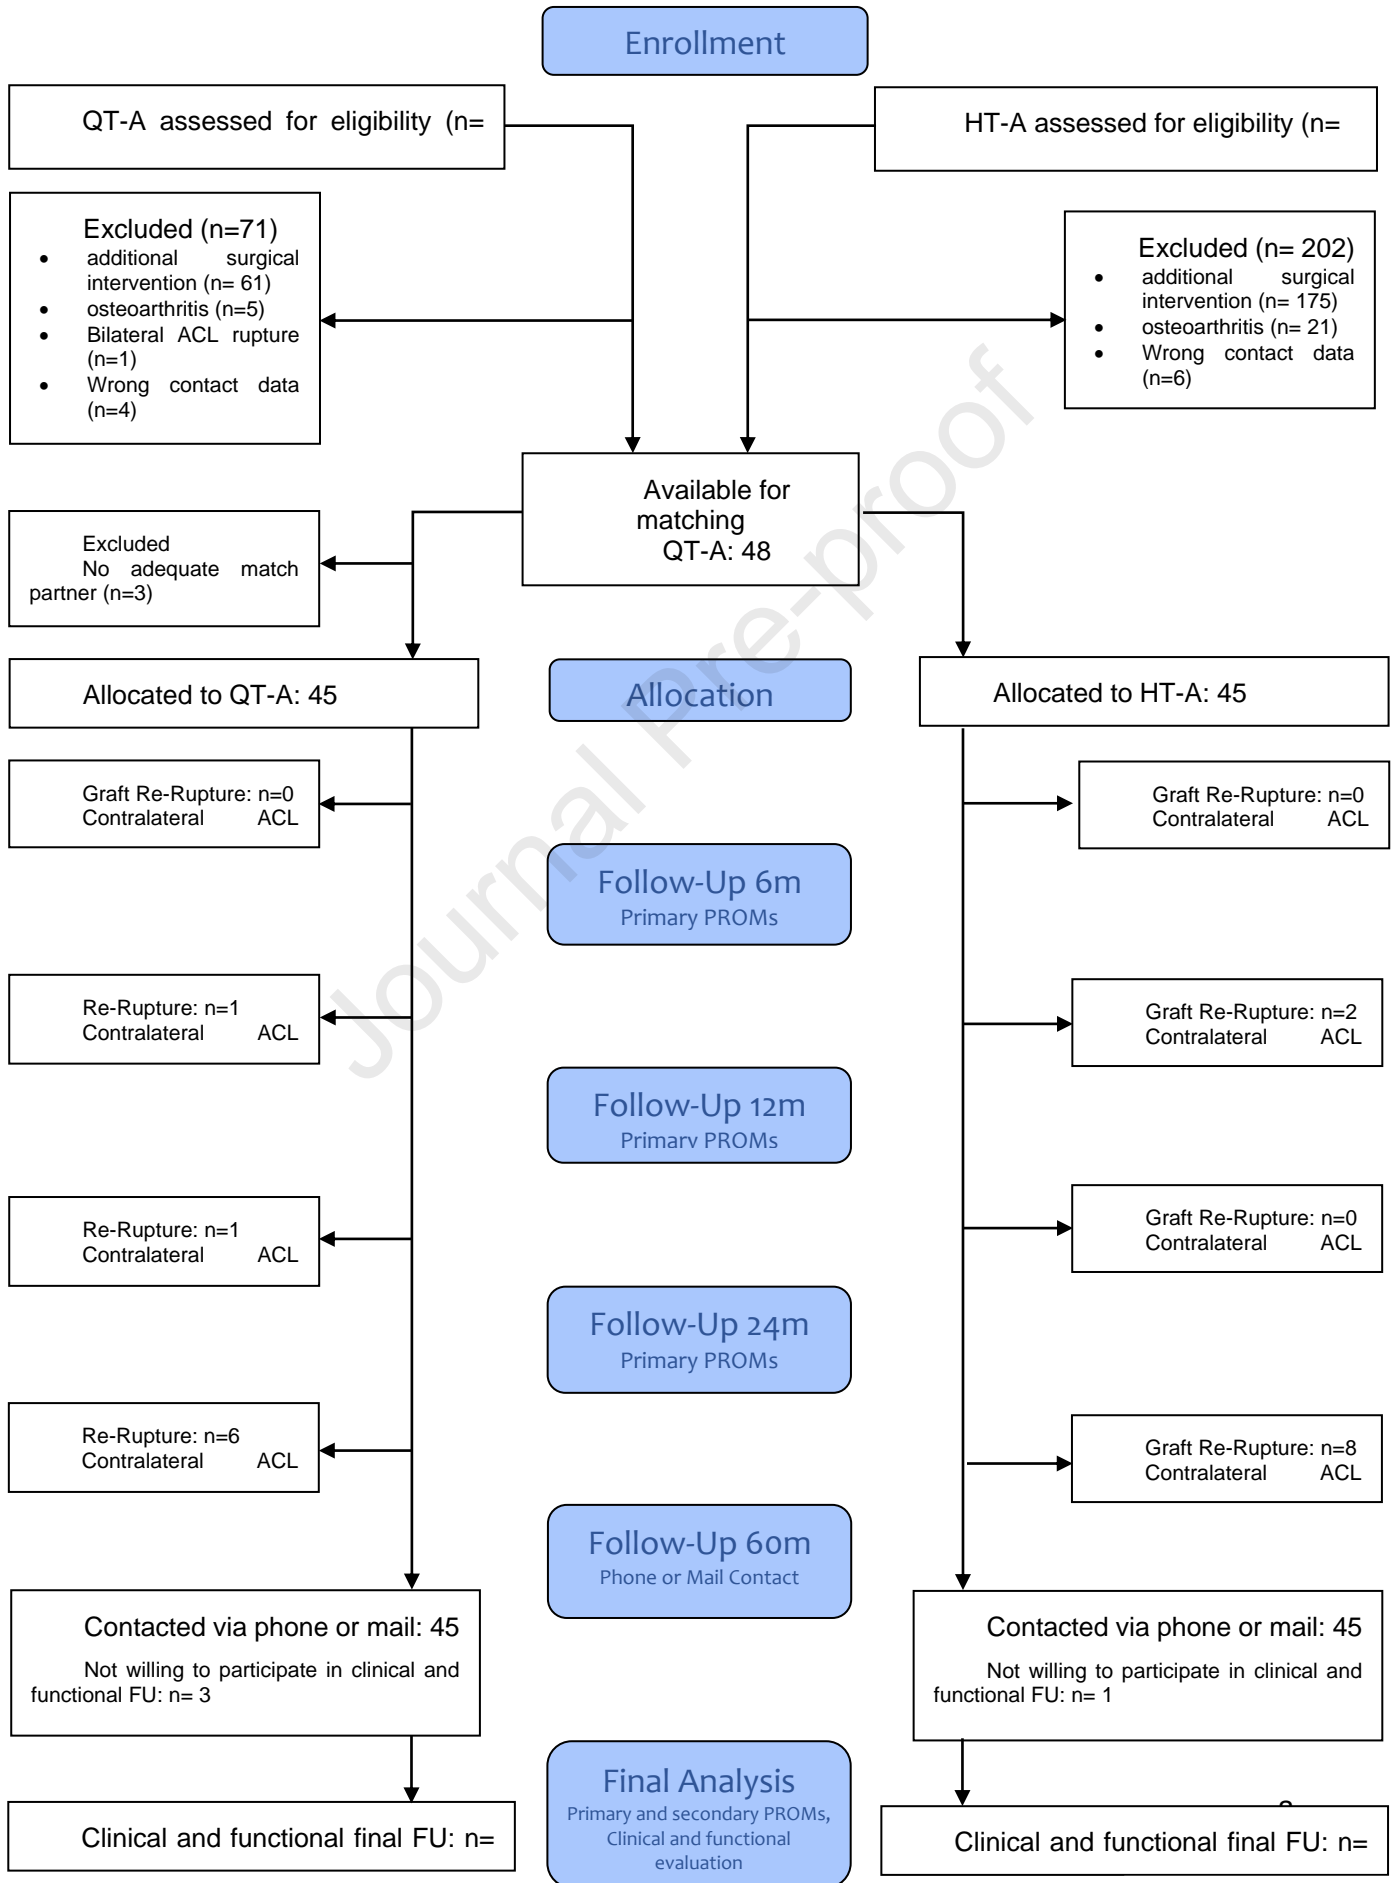 Enrollment
QT-A assessed for eligibility (n=
HT-A assessed for eligibility (n=
Excluded (n=71)
• additional surgical
intervention (n= 61)
• osteoarthritis (n=5)
• Bilateral ACL rupture
(n=1)
• Wrong contact data
(n=4)
Excluded (n= 202)
• additional surgical
intervention (n= 175)
• osteoarthritis (n= 21)
• Wrong contact data
(n=6)
Available for
matching
QT-A: 48
Excluded
No adequate match
partner (n=3)
Allocated to QT-A: 45
Allocation
Allocated to HT-A: 45
Graft Re-Rupture: n=0
Contralateral ACL
Graft Re-Rupture: n=0
Contralateral ACL
Follow-Up 6m
Primary PROMs
Re-Rupture: n=1
Contralateral ACL
Graft Re-Rupture: n=2
Contralateral ACL
Follow-Up 12m
Primary PROMs
Re-Rupture: n=1
Contralateral ACL
Graft Re-Rupture: n=0
Contralateral ACL
Follow-Up 24m
Primary PROMs
Re-Rupture: n=6
Contralateral ACL
Graft Re-Rupture: n=8
Contralateral ACL
Follow-Up 60m
Phone or Mail Contact
Contacted via phone or mail: 45
Not willing to participate in clinical and
functional FU: n= 3
Contacted via phone or mail: 45
Not willing to participate in clinical and
functional FU: n= 1
Final Analysis
Primary and secondary PROMs,
Clinical and functional
evaluation
Clinical and functional final FU: n=
Clinical and functional final FU: n=
Journal Pre-proof